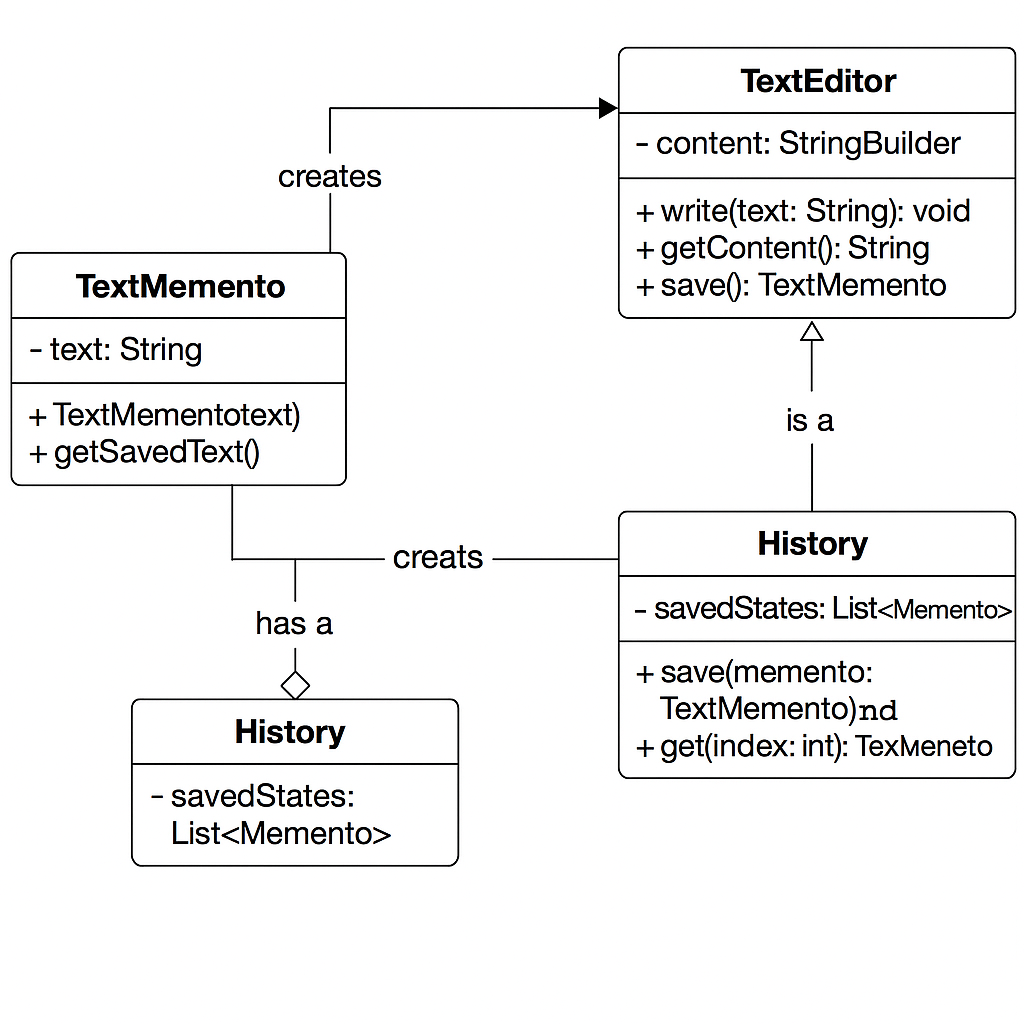 TextEditor
- content: StringBuilder
+ write(text: String): void
+ getContent(): String
+ save(): TextMemento
creates
TextMemento
- text: String
+ TextMementotext)
+ getSavedText()
is a
creats
has a
History
- savedStates: List<Memento>
+ save(memento:
TextMemento)nd
+ get(index: int): TexMeneto
History
- savedStates:
List<Memento>